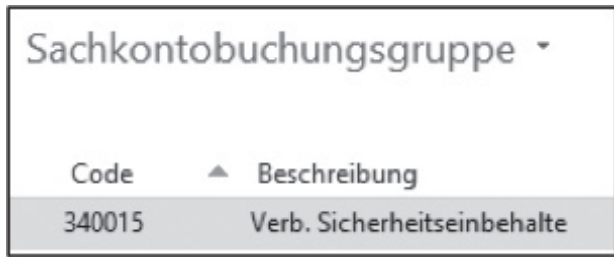 Sachkontobuchungsgruppe
Code Beschreibung
340015 Verb. Sicherheitseinbehalte